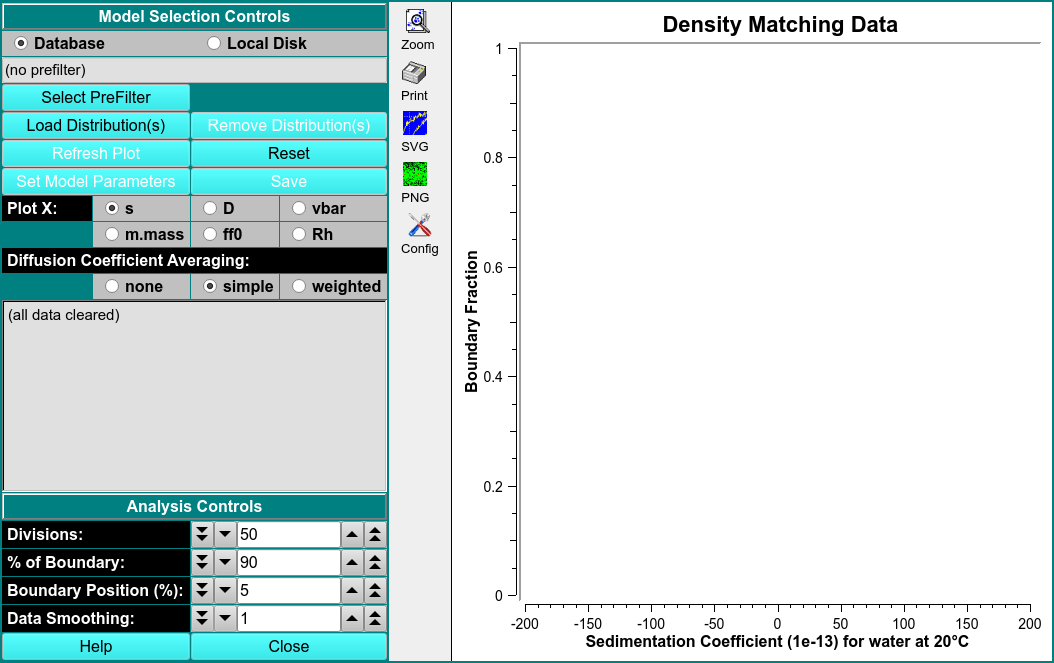 Model Selection Controls
Database
Local Disk
(no prefilter)
Select PreFilter
Load Distribution(s)
Remove Distribution(s)
Refresh Plot
Reset
Set Model Parameters
Save
Plot X:
s
D
vbar
m.mass
ff0
Rh
Diffusion Coefficient Averaging:
none
simple
weighted
(all data cleared)
Analysis Controls
Divisions:
50
% of Boundary:
90
Boundary Position (%):
5
Data Smoothing:
1
Help
Close
Zoom
Print
SVG
PNG
Config
Density Matching Data
Boundary Fraction
1
0.8
0.6
0.4
0.2
0
-200 -150 -100 -50 0 50 100 150 200
Sedimentation Coefficient (1e-13) for water at 20°C